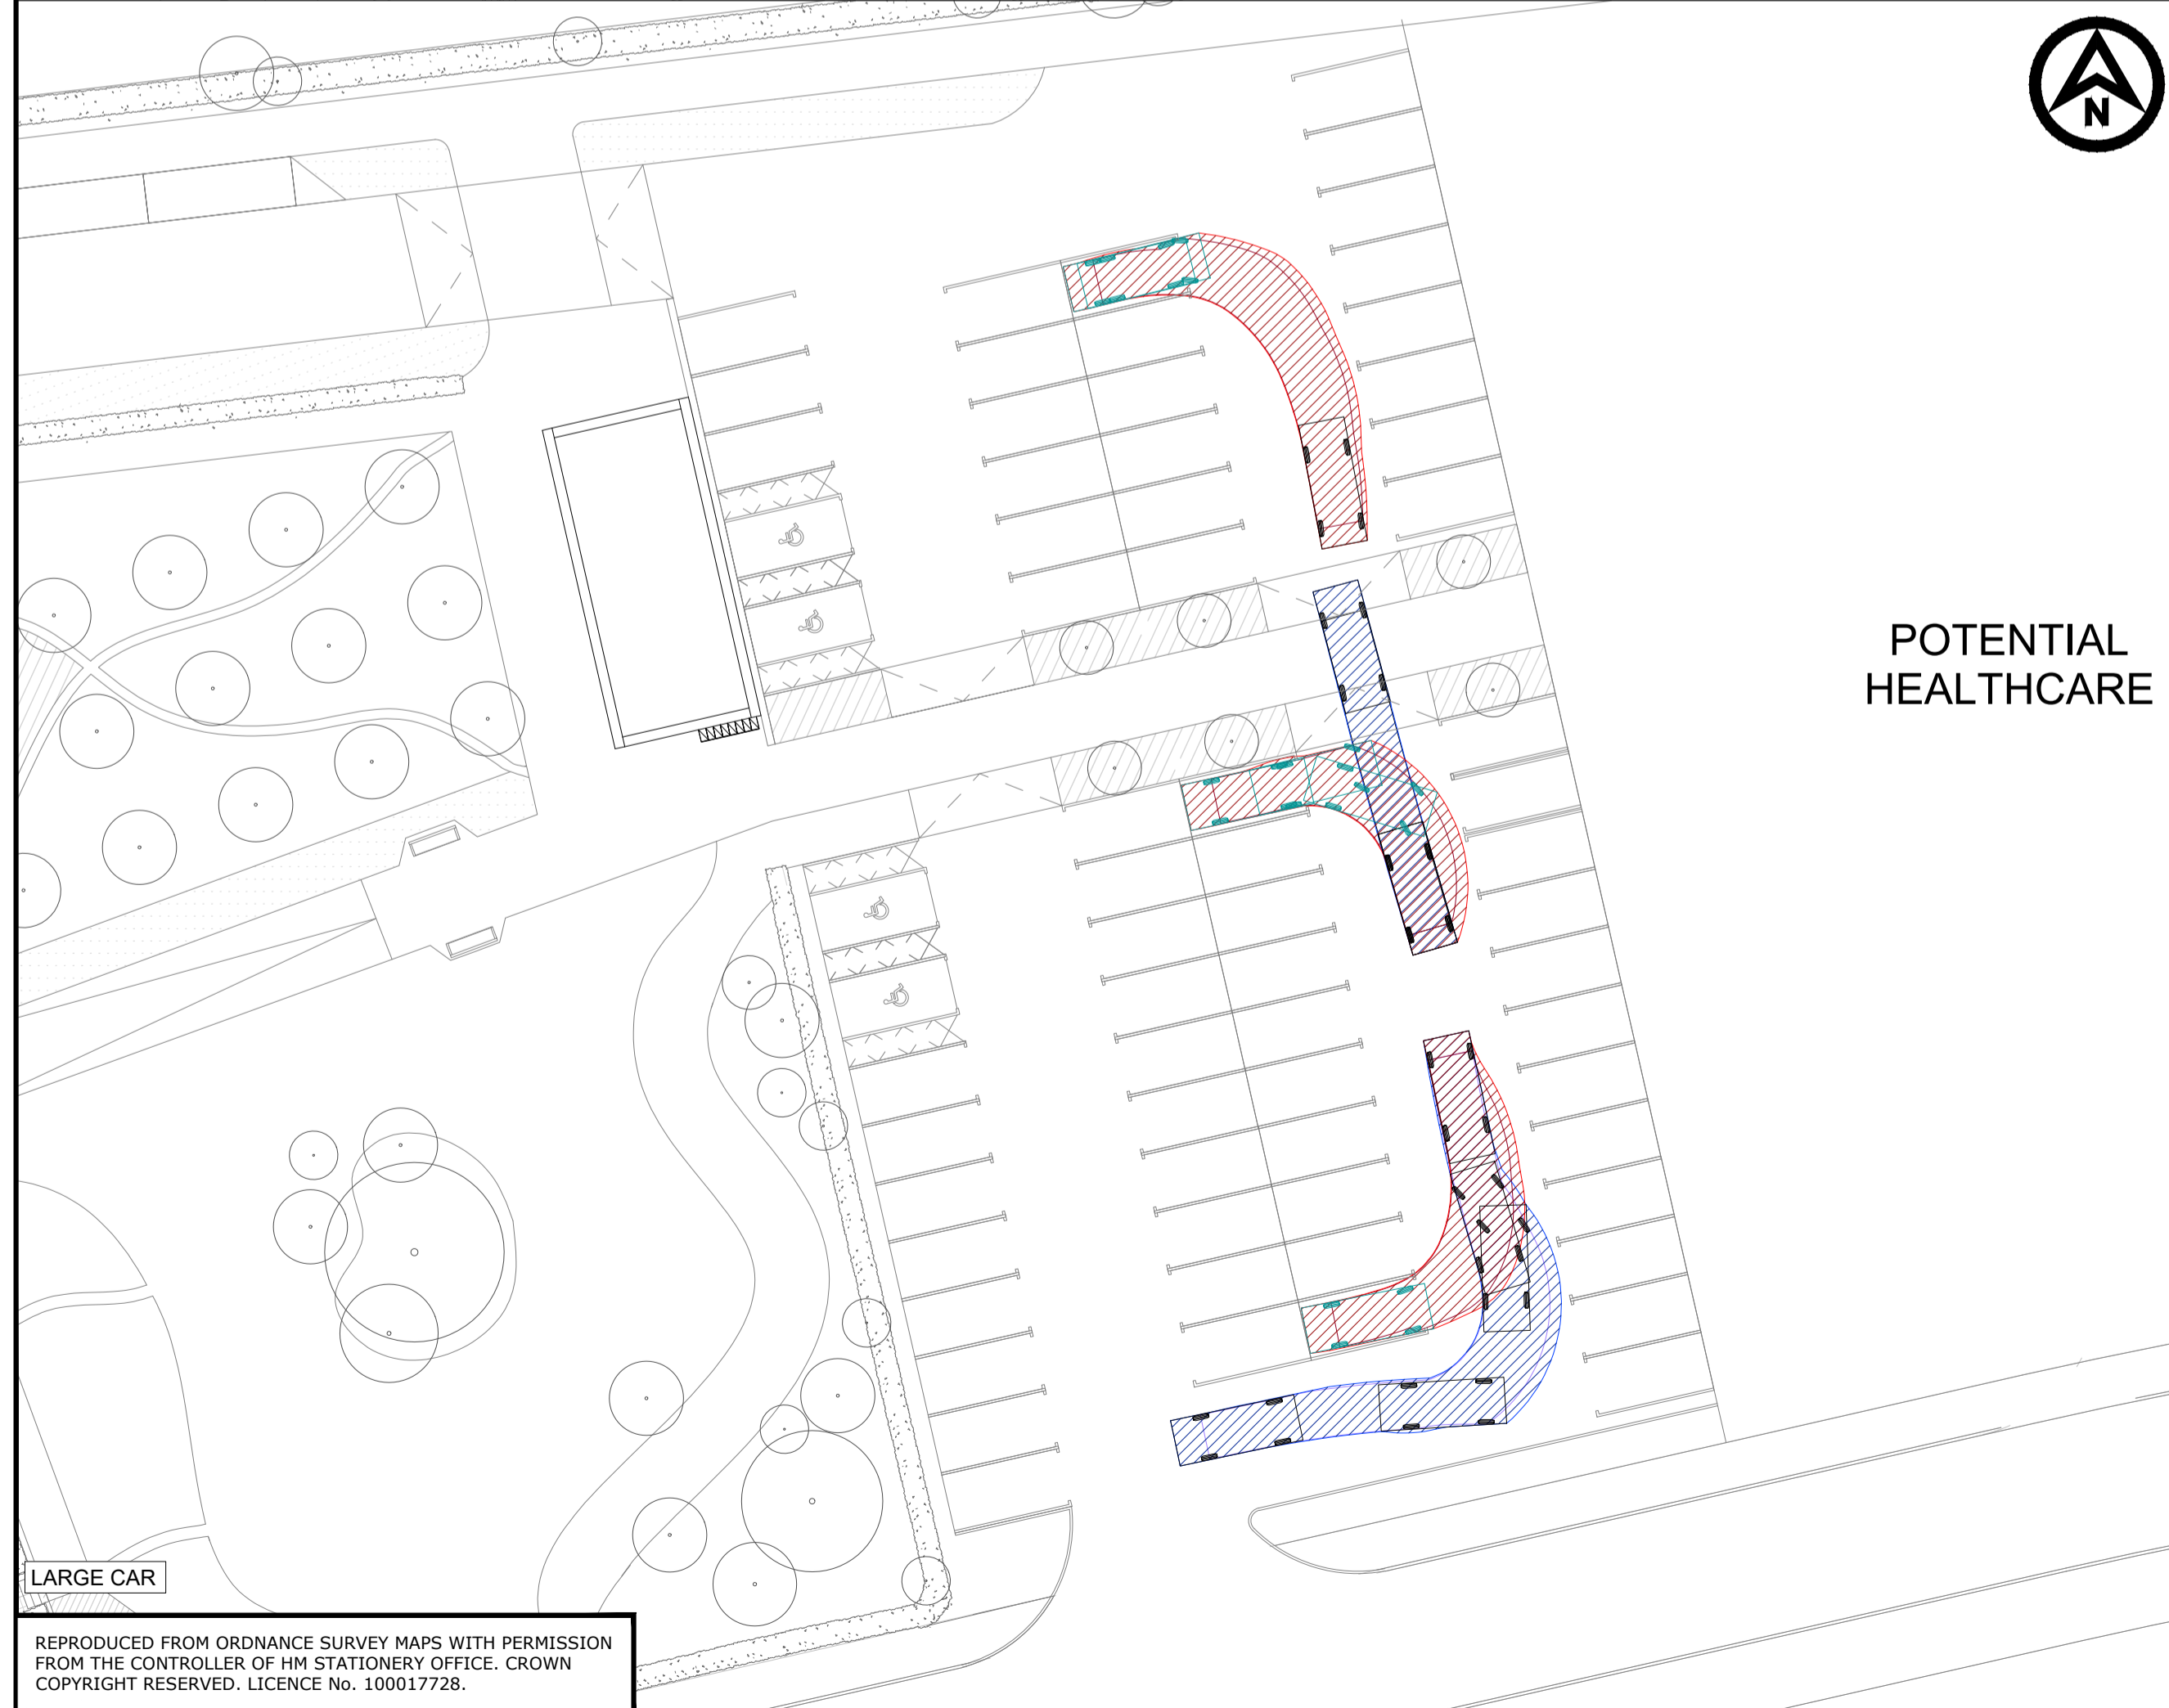 N
POTENTIAL
HEALTHCARE
LARGE CAR
REPRODUCED FROM ORDNANCE SURVEY MAPS WITH PERMISSION
FROM THE CONTROLLER OF HM STATIONERY OFFICE. CROWN
COPYRIGHT RESERVED. LICENCE No. 100017728.